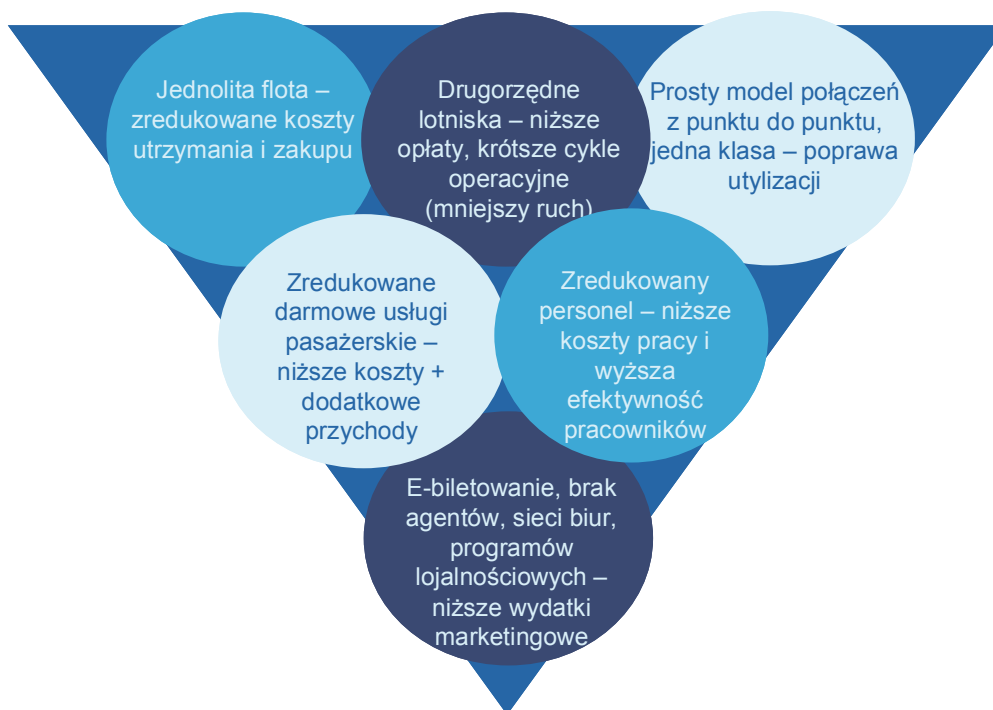 Jednolita flota –
zredukowane koszty
utrzymania i zakupu
Drugorzędne
lotniska – niższe
opłaty, krótsze cykle
operacyjne
(mniejszy ruch)
Prosty model połączeń
z punktu do punktu,
jedna klasa – poprawa
utylizacji
Zredukowane
darmowe usługi
pasażerskie –
niższe koszty +
dodatkowe
przychody
Zredukowany
personel – niższe
koszty pracy i
wyższa
efektywność
pracowników
E-biletowanie, brak
agentów, sieci biur,
programów
lojalnościowych –
niższe wydatki
marketingowe